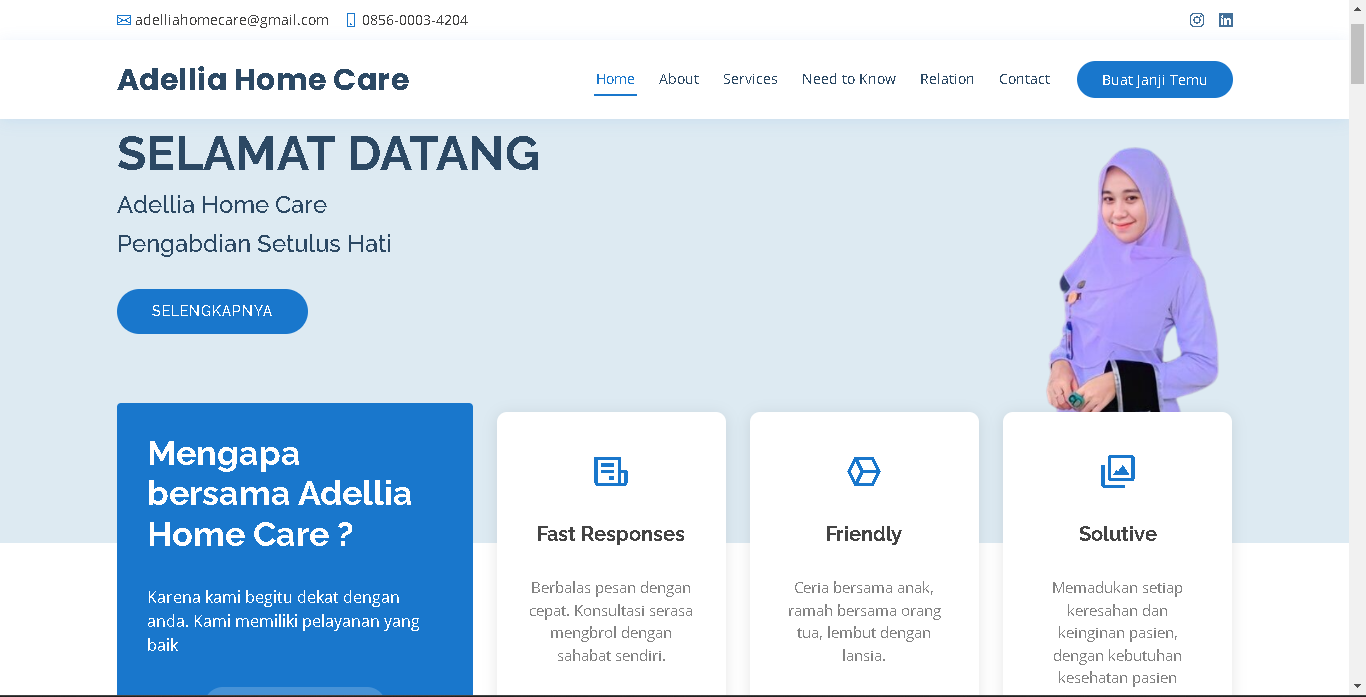 adelliahomecare@gmail.com 0856-0003-4204
Adellia Home Care
Home About Services Need to Know Relation Contact Buat Janji Temu
SELAMAT DATANG
Adellia Home Care
Pengabdian Setulus Hati
SELENGKAPNYA
Mengapa
bersama Adellia
Home Care ?
Karena kami begitu dekat dengan
anda. Kami memiliki pelayanan yang
baik
Fast Responses
Berbalas pesan dengan
cepat. Konsultasi serasa
mengbrol dengan
sahabat sendiri.
Friendly
Ceria bersama anak,
ramah bersama orang
tua, lembut dengan
lansia.
Solutive
Memadukan setiap
keresahan dan
keinginan pasien,
dengan kebutuhan
kesehatan pasien